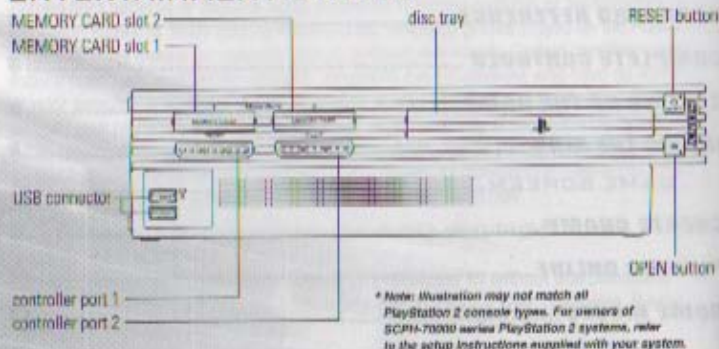 MEMORY CARD slot 2
MEMORY CARD slot 1
disc tray
RESET button
USB connector
OPEN button
controller port 1
controller port 2
* Note: Illustration may not match all
PlayStation 2 console types. For owners of
SCPH-70000 series PlayStation 2 systems, refer
to the setup instructions supplied with your system.